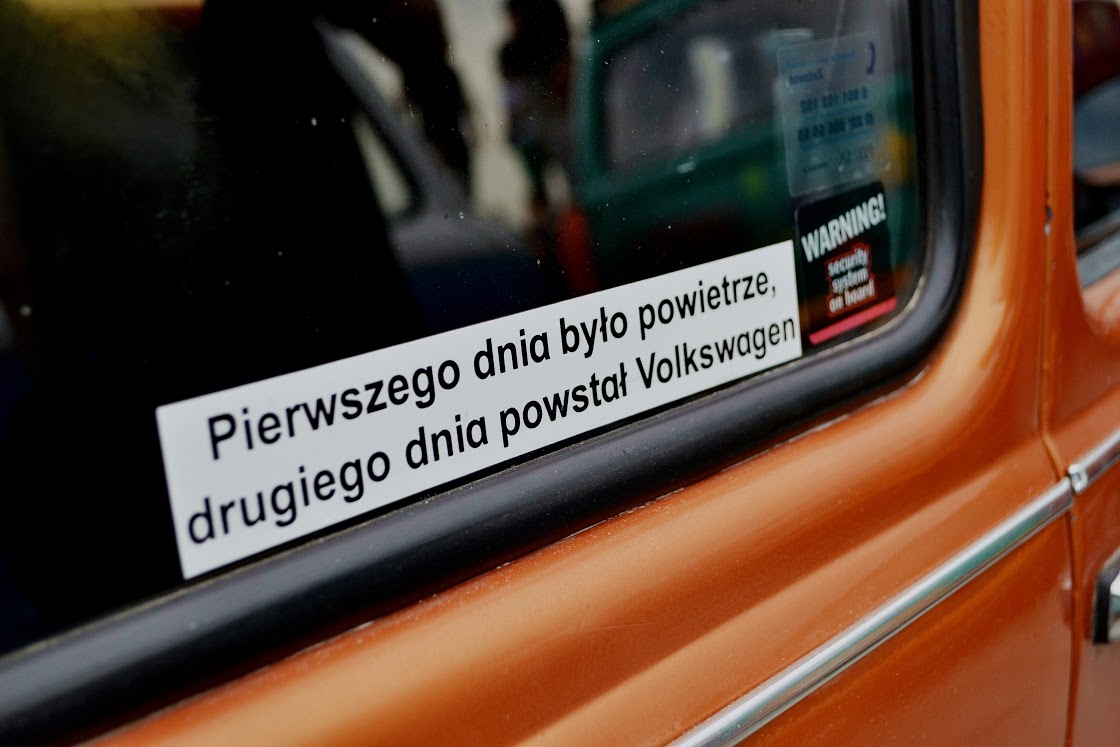 Pierwszego dnia było powietrze,
drugiego dnia powstał Volkswagen
WARNING!
security
system
on board